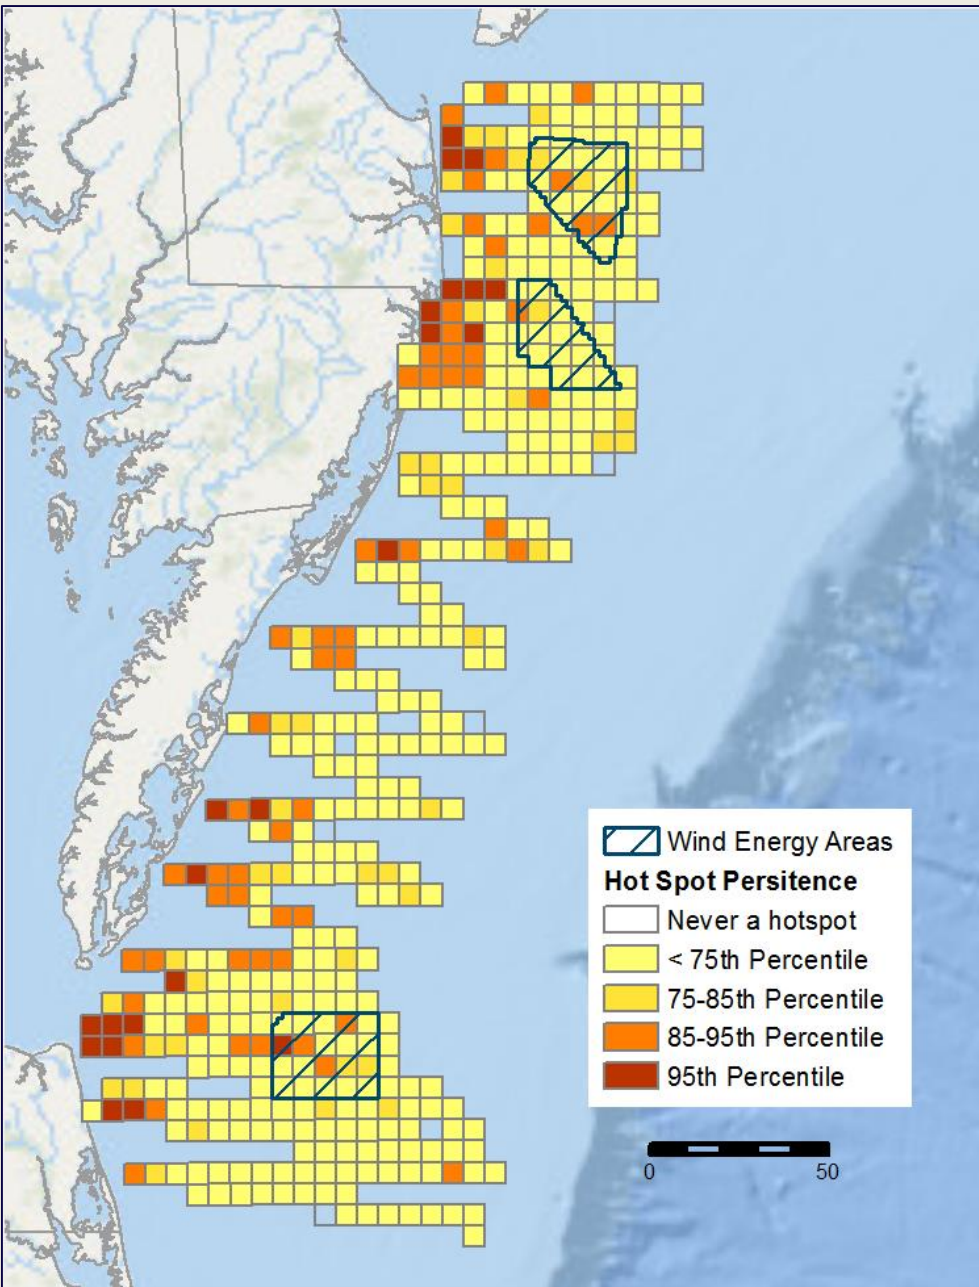 Wind Energy Areas
Hot Spot Persitence
Never a hotspot
< 75th Percentile
75-85th Percentile
85-95th Percentile
95th Percentile
0 50